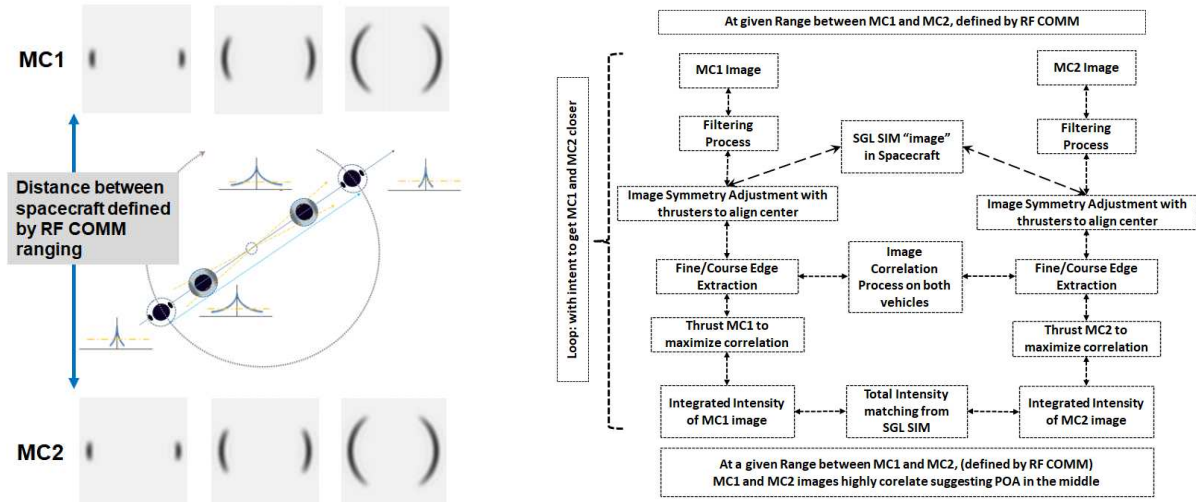 MC1
Distance between
spacecraft defined
by RF COMM
ranging
MC2
At given Range between MC1 and MC2, defined by RF COMM
Loop: with intent to get MC1 and MC2 closer
MC1 Image
MC2 Image
Filtering
Process
SGL SIM “image”
in Spacecraft
Filtering
Process
Image Symmetry Adjustment with
thrusters to align center
Image Symmetry Adjustment with
thrusters to align center
Fine/Course Edge
Extraction
Image
Correlation
Process on both
vehicles
Fine/Course Edge
Extraction
Thrust MC1 to
maximize correlation
Thrust MC2 to
maximize correlation
Integrated Intensity
of MC1 image
Total Intensity
matching from
SGL SIM
Integrated Intensity
of MC2 image
At a given Range between MC1 and MC2, (defined by RF COMM)
MC1 and MC2 images highly corelate suggesting POA in the middle